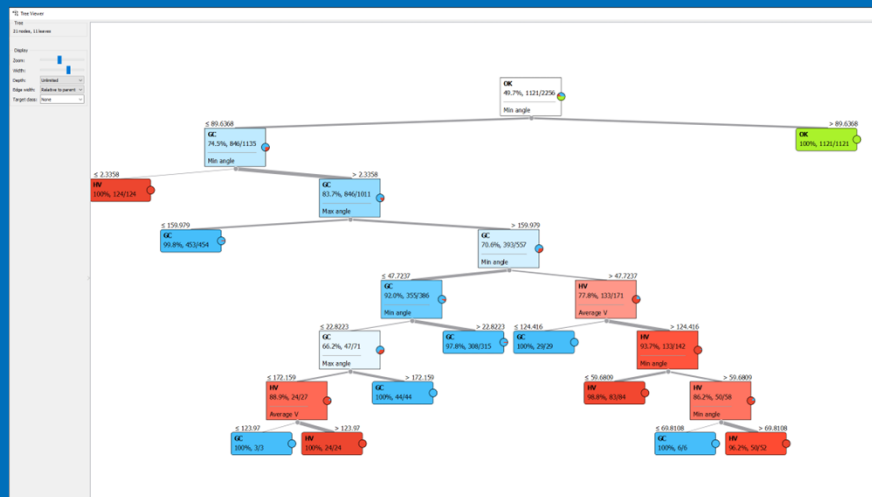 Tree Viewer
Tree
21 nodes, 11 leaves
Display
Zoom:
Width:
Depth: Unlimited
Edge width: Relative to parent
Target class: None
OK
49.7%, 1121/2256
Min angle
≤ 89.6368
> 89.6368
GC
74.5%, 846/1135
Min angle
OK
100%, 1121/1121
≤ 2.3358
> 2.3358
HV
100%, 124/124
GC
83.7%, 846/1011
Max angle
≤ 159.979
> 159.979
GC
99.8%, 453/454
GC
70.6%, 393/557
Min angle
≤ 47.7237
> 47.7237
GC
92.0%, 355/386
Min angle
HV
77.8%, 133/171
Average V
≤ 22.8223
> 22.8223
≤ 124.416
> 124.416
GC
66.2%, 47/71
Max angle
GC
97.8%, 308/315
GC
100%, 29/29
HV
93.7%, 133/142
Min angle
≤ 172.159
> 172.159
≤ 59.6809
> 59.6809
HV
88.9%, 24/27
Average V
GC
100%, 44/44
HV
98.8%, 83/84
HV
86.2%, 50/58
Min angle
≤ 123.97
> 123.97
≤ 69.8108
> 69.8108
GC
100%, 3/3
HV
100%, 24/24
GC
100%, 6/6
HV
96.2%, 50/52